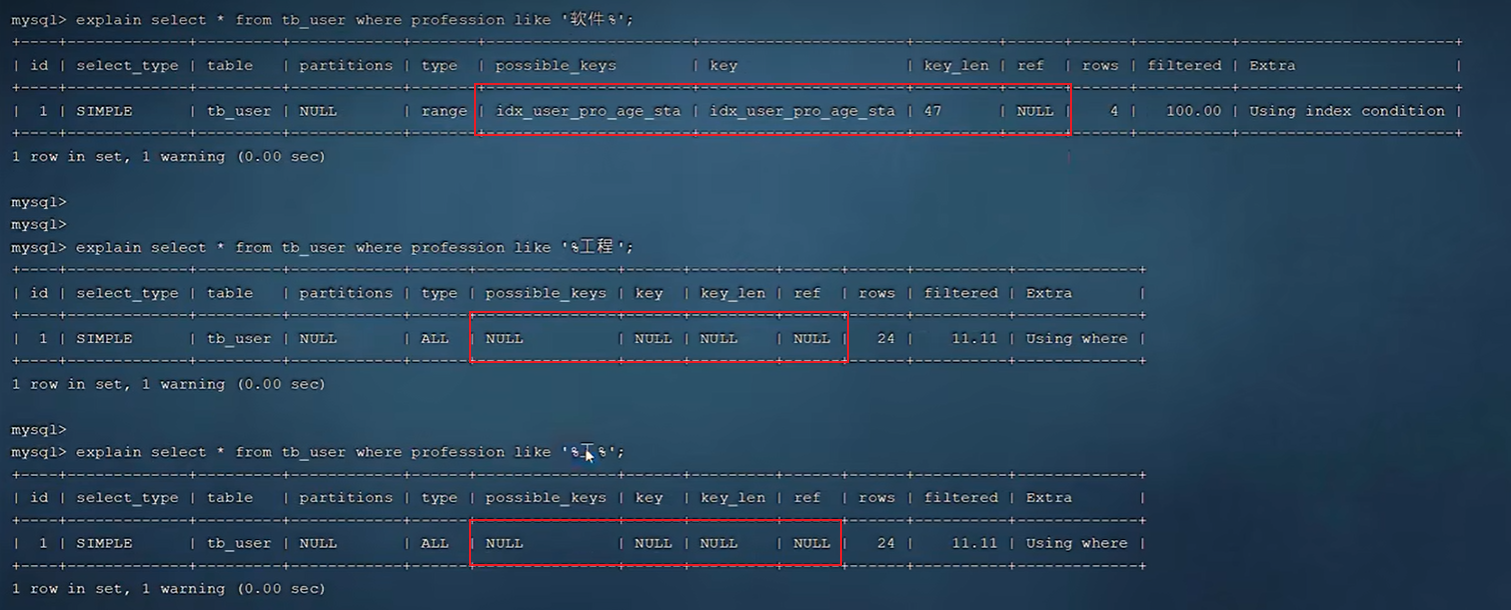 mysql> explain select * from tb_user where profession like '软件%';
+----+-------------+---------+------------+-------+----------------------+----------------------+---------+------+------+----------+-----------------------+
| id | select_type | table | partitions | type | possible_keys | key | key_len | ref | rows | filtered | Extra |
+----+-------------+---------+------------+-------+----------------------+----------------------+---------+------+------+----------+-----------------------+
| 1 | SIMPLE | tb_user | NULL | range | idx_user_pro_age_sta | idx_user_pro_age_sta | 47 | NULL | 4 | 100.00 | Using index condition |
+----+-------------+---------+------------+-------+----------------------+----------------------+---------+------+------+----------+-----------------------+
1 row in set, 1 warning (0.00 sec)
mysql>
mysql>
mysql> explain select * from tb_user where profession like '%工程';
+----+-------------+---------+------------+------+---------------+------+---------+------+------+----------+-------------+
| id | select_type | table | partitions | type | possible_keys | key | key_len | ref | rows | filtered | Extra |
+----+-------------+---------+------------+------+---------------+------+---------+------+------+----------+-------------+
| 1 | SIMPLE | tb_user | NULL | ALL | NULL | NULL | NULL | NULL | 24 | 11.11 | Using where |
+----+-------------+---------+------------+------+---------------+------+---------+------+------+----------+-------------+
1 row in set, 1 warning (0.00 sec)
mysql>
mysql> explain select * from tb_user where profession like '%工%';
+----+-------------+---------+------------+------+---------------+------+---------+------+------+----------+-------------+
| id | select_type | table | partitions | type | possible_keys | key | key_len | ref | rows | filtered | Extra |
+----+-------------+---------+------------+------+---------------+------+---------+------+------+----------+-------------+
| 1 | SIMPLE | tb_user | NULL | ALL | NULL | NULL | NULL | NULL | 24 | 11.11 | Using where |
+----+-------------+---------+------------+------+---------------+------+---------+------+------+----------+-------------+
1 row in set, 1 warning (0.00 sec)